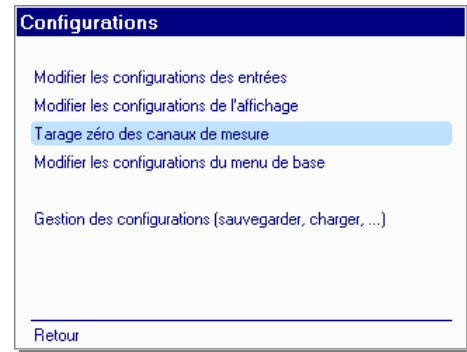 Configurations
Modifier les configurations des entrées
Modifier les configurations de l'affichage
Tarage zéro des canaux de mesure
Modifier les configurations du menu de base
Gestion des configurations (sauvegarder, charger, ...)
Retour